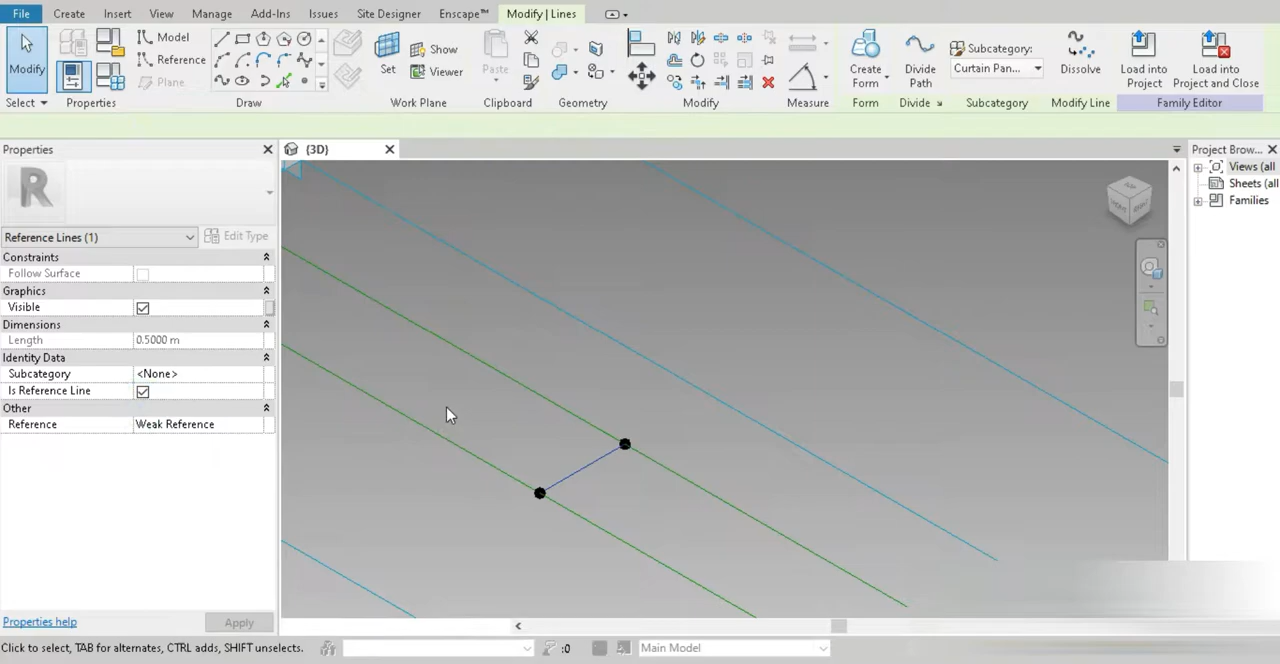 File Create Insert View Manage Add-Ins Issues Site Designer Enscape™ Modify | Lines
Modify
Select
Properties
Model
Reference
Plane
Draw
Set
Show
Viewer
Work Plane
Paste
Clipboard
Geometry
Modify
Measure
Create
Form
Form
Divide
Path
Divide
Subcategory:
Curtain Pan...
Subcategory
Dissolve
Modify Line
Load into
Project
Load into
Project and Close
Family Editor
Properties
R
Reference Lines (1)
Edit Type
Constraints
Follow Surface
Graphics
Visible
Dimensions
Length 0.5000 m
Identity Data
Subcategory <None>
Is Reference Line
Other
Reference Weak Reference
Properties help
Apply
{3D}
Project Brow...
Views (all
Sheets (all
Families
Click to select, TAB for alternates, CTRL adds, SHIFT unselects.
:0
Main Model